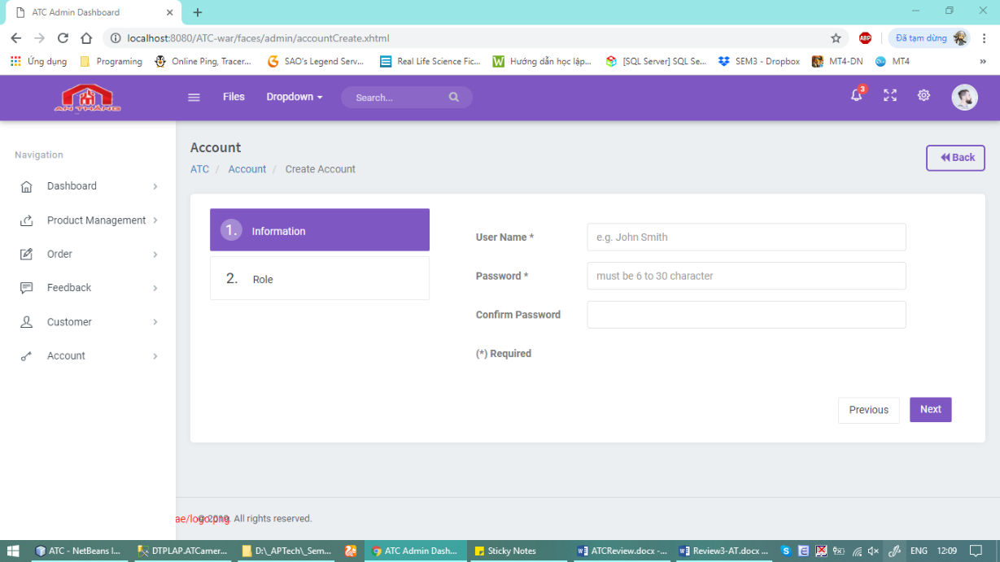 ATC Admin Dashboard
localhost:8080/ATC-war/faces/admin/accountCreate.xhtml
ABP
Đã tạm dừng
Ứng dụng
Programing
Online Ping, Tracer...
SAO's Legend Serv...
Real Life Science Fic...
Hướng dẫn học lập...
[SQL Server] SQL Se...
SEM3 - Dropbox
MT4-DN
MT4
»
AN THĂNG
Files
Dropdown
Search...
3
Navigation
Dashboard
Product Management
Order
Feedback
Customer
Account
Account
ATC / Account / Create Account
Back
1. Information
2. Role
User Name *
e.g. John Smith
Password *
must be 6 to 30 character
Confirm Password
(*) Required
Previous
Next
ae/logo.png
© 2019. All rights reserved.
ATC - NetBeans I...
DTPLAP.ATCamer...
D:\_APTech\_Sem...
ATC Admin Dash...
Sticky Notes
ATCReview.docx -...
Review3-AT.docx ...
ENG
12:09